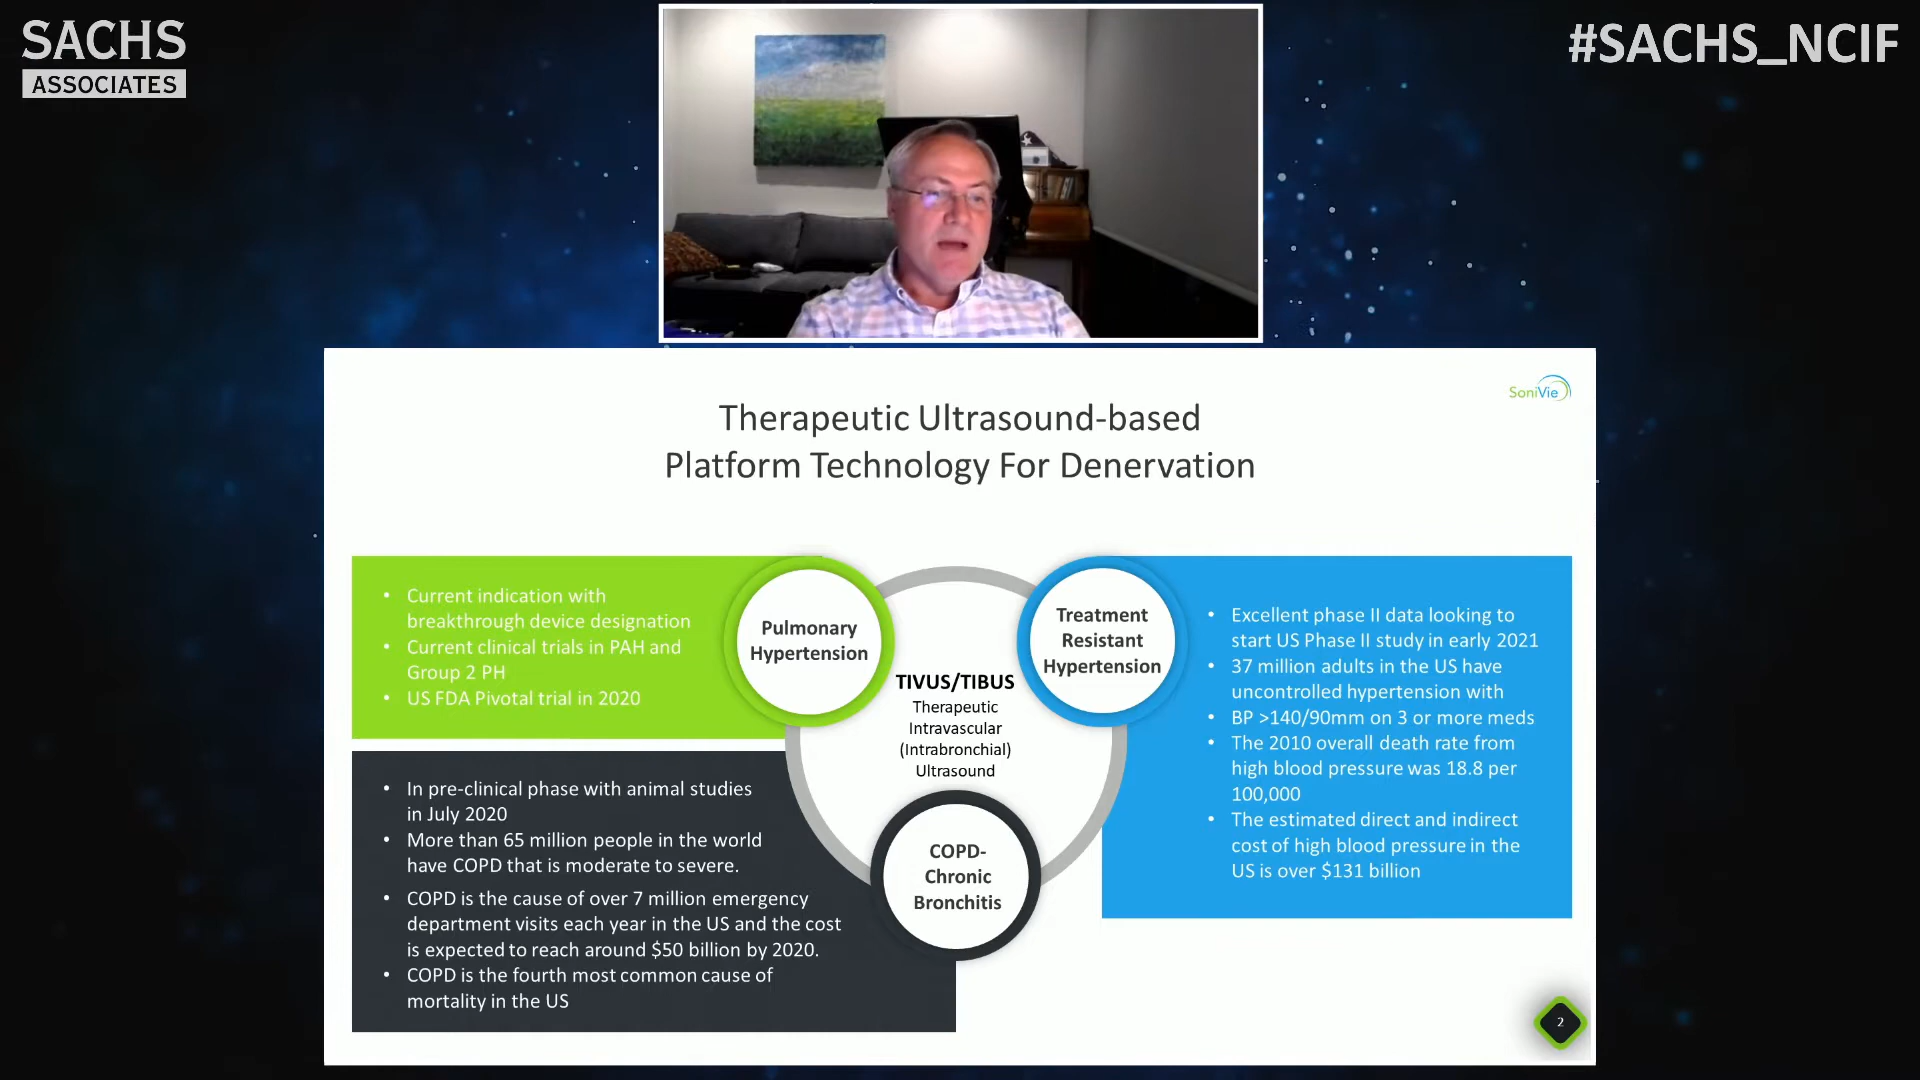 SACHS
ASSOCIATES
#SACHS_NCIF
SoniVie
Therapeutic Ultrasound-based
Platform Technology For Denervation
• Current indication with
breakthrough device designation
• Current clinical trials in PAH and
Group 2 PH
• US FDA Pivotal trial in 2020
Pulmonary
Hypertension
Treatment
Resistant
Hypertension
• Excellent phase II data looking to
start US Phase II study in early 2021
• 37 million adults in the US have
uncontrolled hypertension with
• BP >140/90mm on 3 or more meds
• The 2010 overall death rate from
high blood pressure was 18.8 per
100,000
• The estimated direct and indirect
cost of high blood pressure in the
US is over $131 billion
TIVUS/TIBUS
Therapeutic
Intravascular
(Intrabronchial)
Ultrasound
• In pre-clinical phase with animal studies
in July 2020
• More than 65 million people in the world
have COPD that is moderate to severe.
• COPD is the cause of over 7 million emergency
department visits each year in the US and the cost
is expected to reach around $50 billion by 2020.
• COPD is the fourth most common cause of
mortality in the US
COPD-
Chronic
Bronchitis
2